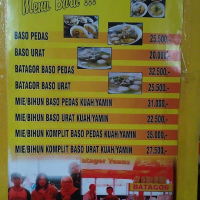 Menu Baru !!!
BASO PEDAS 25.500,-
BASO URAT 20.000,-
BATAGOR BASO PEDAS 32.500,-
BATAGOR BASO URAT 25.500,-
MIE/BIHUN BASO PEDAS KUAH/YAMIN 31.000,-
MIE/BIHUN BASO URAT KUAH/YAMIN 22.500,-
MIE/BIHUN KOMPLIT BASO PEDAS KUAH/YAMIN 35.000,-
MIE/BIHUN KOMPLIT BASO URAT KUAH/YAMIN 27.500,-
BATAGOR